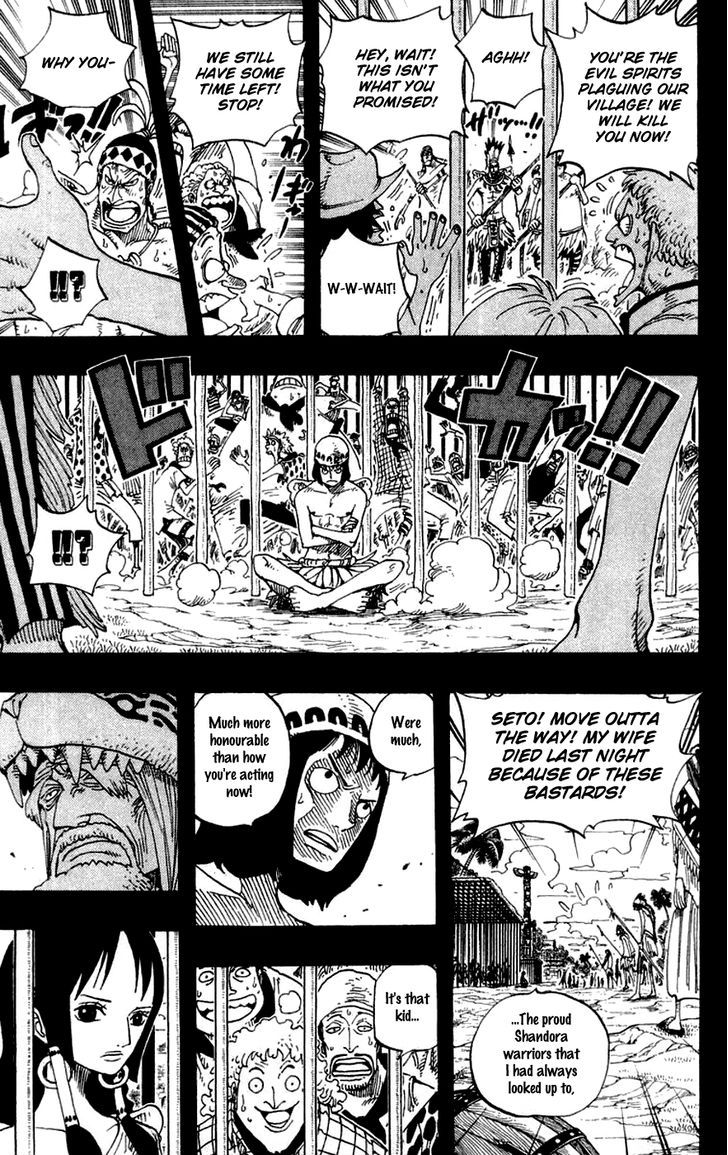 YOU'RE THE
EVIL SPIRITS
PLAGUING OUR
VILLAGE! WE
WILL KILL
YOU NOW!
AGHH!
HEY, WAIT!
THIS ISN'T
WHAT YOU
PROMISED!
W-W-WAIT!
WE STILL
HAVE SOME
TIME LEFT!
STOP!
WHY YOU-
!!?
ドカッ!!
!!?
SETO! MOVE OUTTA
THE WAY! MY WIFE
DIED LAST NIGHT
BECAUSE OF THESE
BASTARDS!
...The proud
Shandora
warriors that
I had always
looked up to,
Were
much,
Much more
honourable
than how
you're acting
now!
It's that
kid...